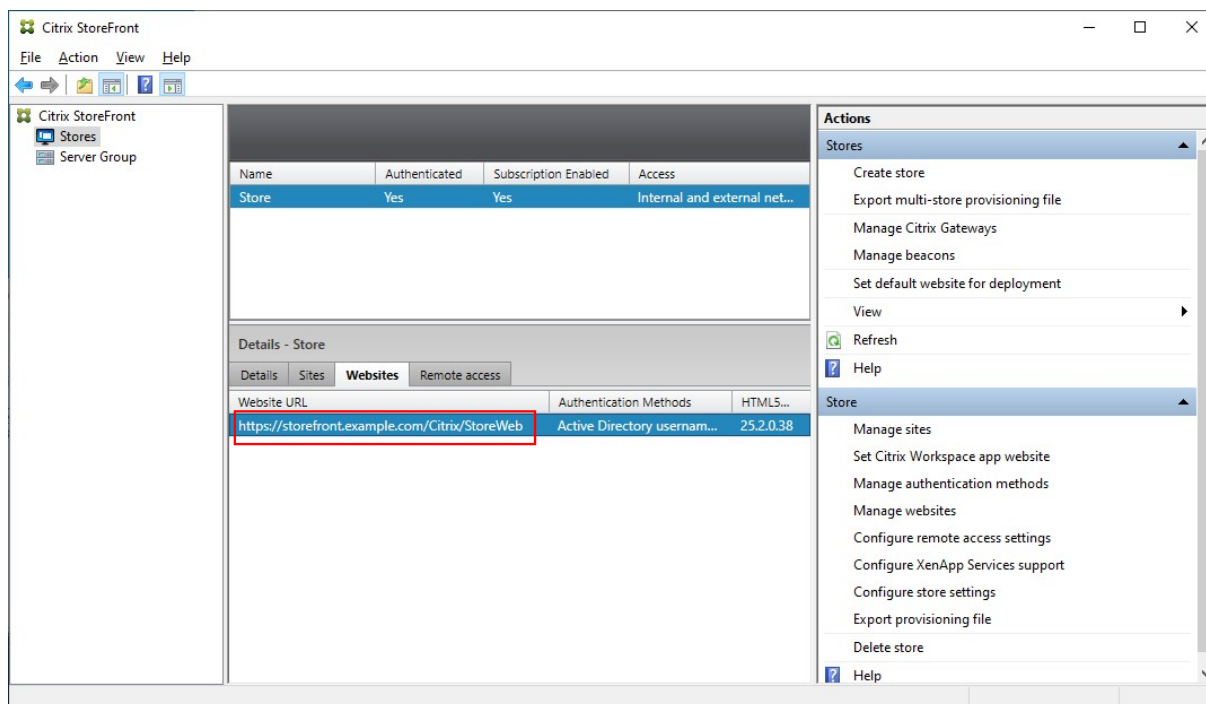 Citrix StoreFront
File Action View Help
Citrix StoreFront
Stores
Server Group
Name Authenticated Subscription Enabled Access
Store Yes Yes Internal and external net...
Details - Store
Details Sites Websites Remote access
Website URL Authentication Methods HTML5...
https://storefront.example.com/Citrix/StoreWeb Active Directory usernam... 25.2.0.38
Actions
Stores
Create store
Export multi-store provisioning file
Manage Citrix Gateways
Manage beacons
Set default website for deployment
View
Refresh
Help
Store
Manage sites
Set Citrix Workspace app website
Manage authentication methods
Manage websites
Configure remote access settings
Configure XenApp Services support
Configure store settings
Export provisioning file
Delete store
Help